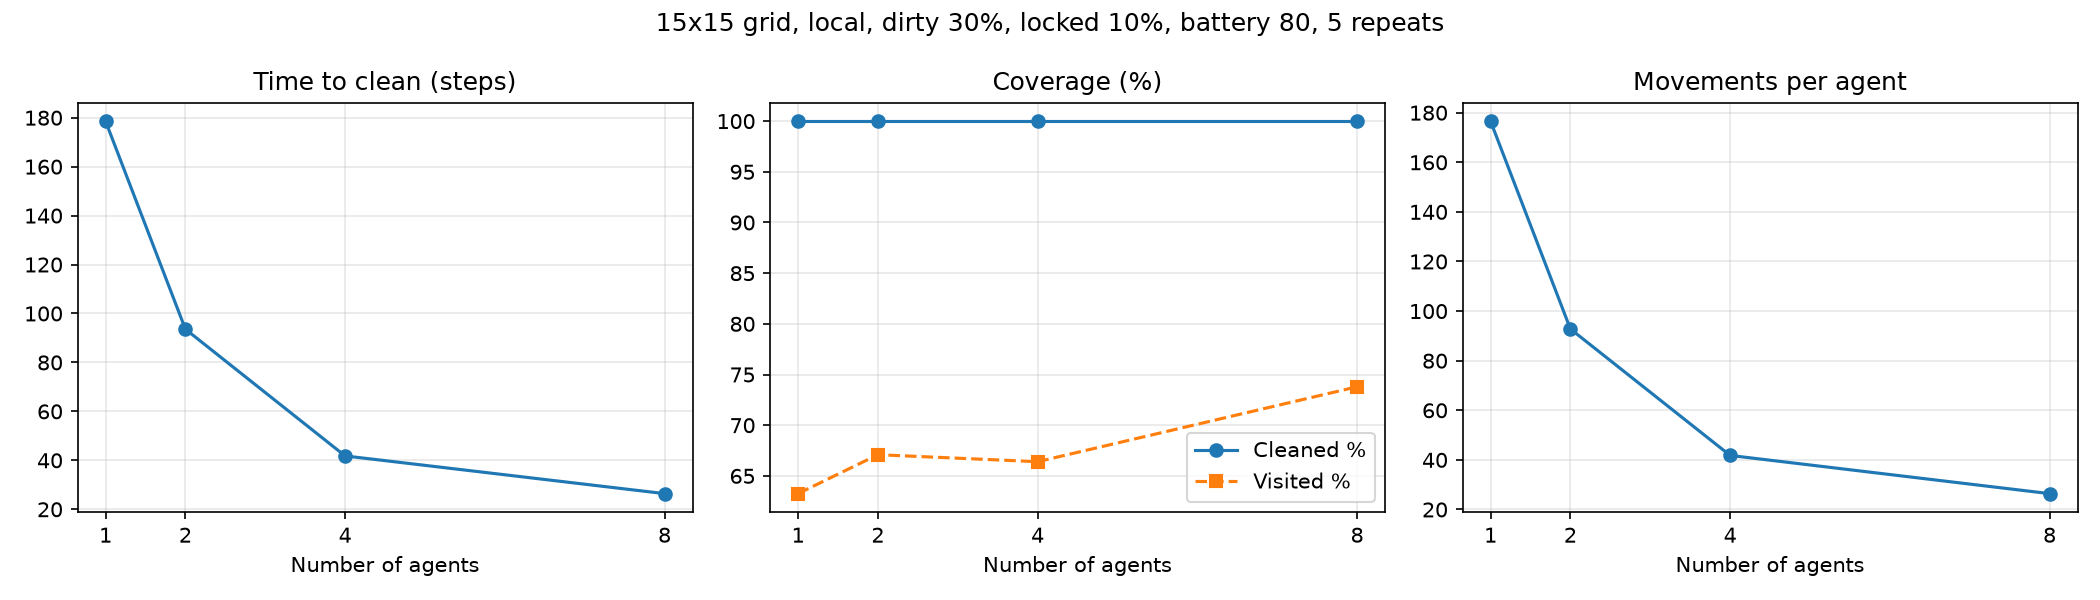 15x15 grid, local, dirty 30%, locked 10%, battery 80, 5 repeats
Time to clean (steps)
180
160
140
120
100
80
60
40
20
1 2 4 8
Number of agents
Coverage (%)
100
95
90
85
80
75
70
65
Cleaned %
Visited %
1 2 4 8
Number of agents
Movements per agent
180
160
140
120
100
80
60
40
20
1 2 4 8
Number of agents